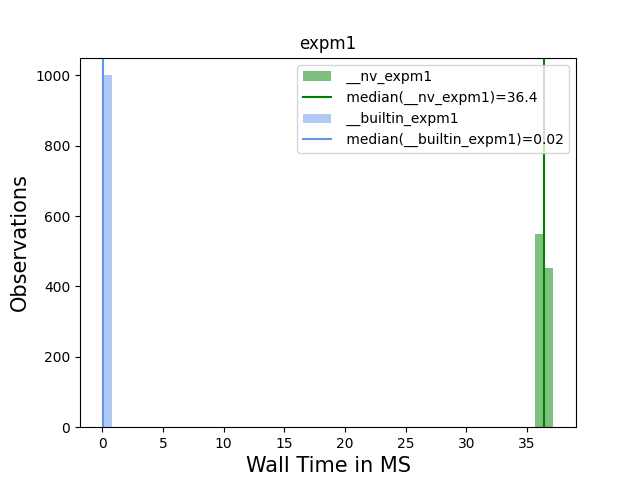 expm1
1000
800
600
400
200
0
Observations
__nv_expm1
median(__nv_expm1)=36.4
__builtin_expm1
median(__builtin_expm1)=0.02
0 5 10 15 20 25 30 35
Wall Time in MS